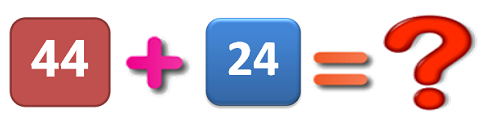 44 + 24 = ?